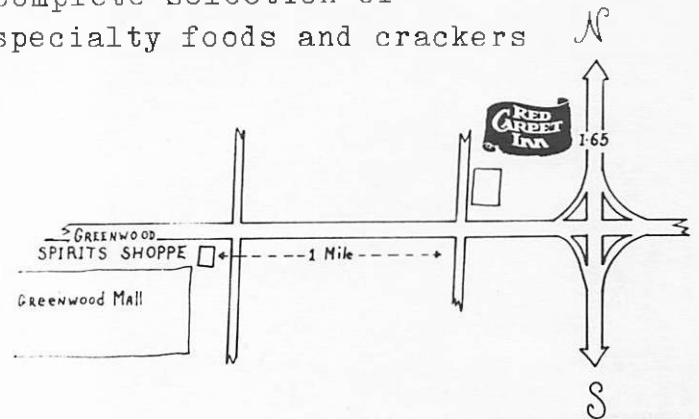 complete selection of
specialty foods and crackers
N
RED
CARPET
INN
I-65
GREENWOOD
SPIRITS SHOPPE
1 Mile
Greenwood Mall
S